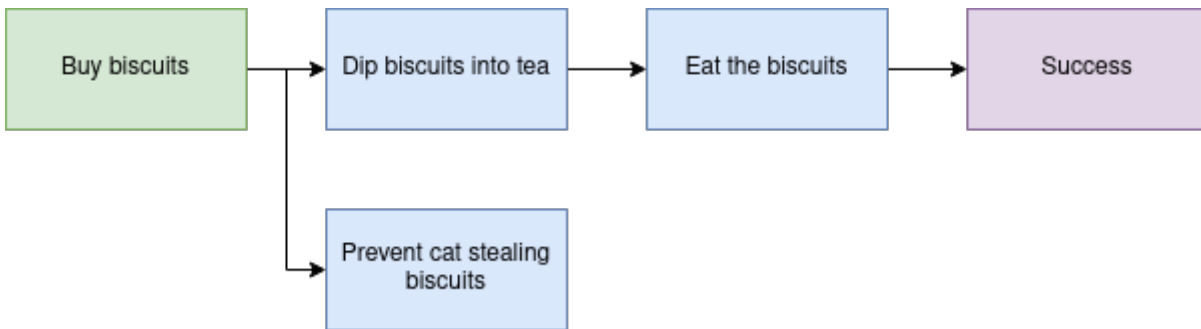 Buy biscuits
Dip biscuits into tea
Eat the biscuits
Success
Prevent cat stealing
biscuits